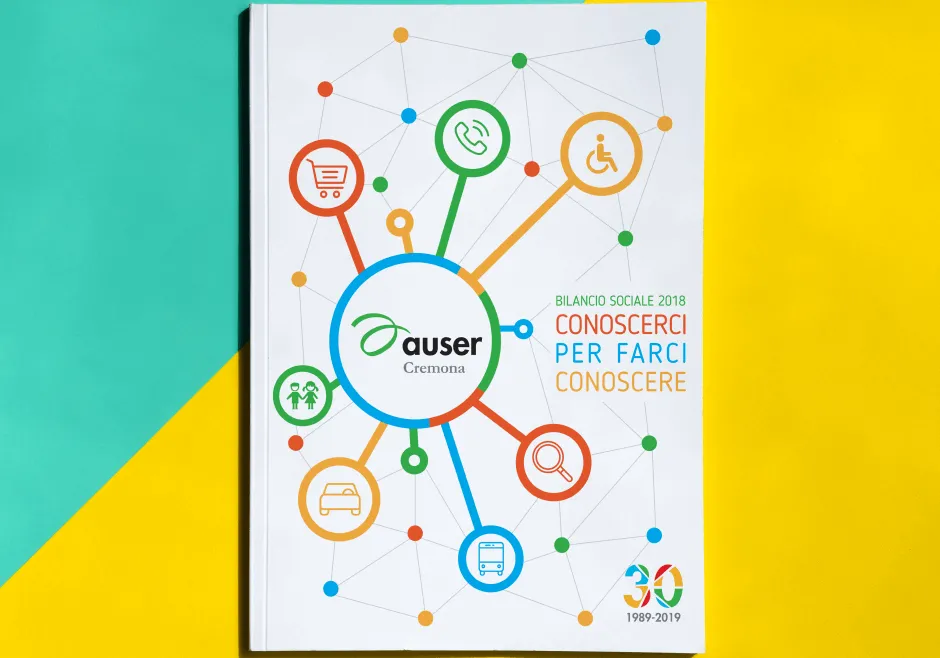 auser
Cremona
BILANCIO SOCIALE 2018
CONOSCERCI
PER FARCI
CONOSCERE
30
1989-2019